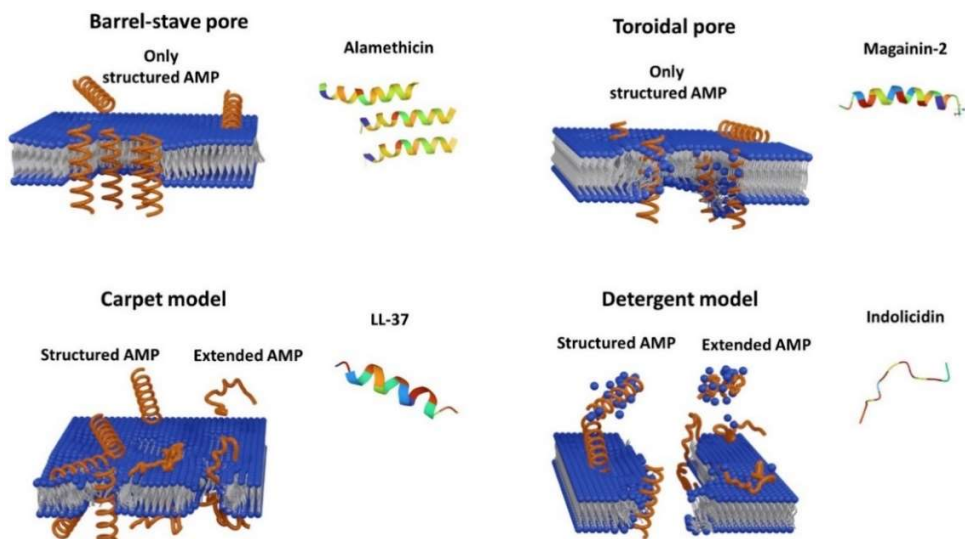 Barrel-stave pore
Only
structured AMP
Alamethicin
Toroidal pore
Only
structured AMP
Magainin-2
Carpet model
Structured AMP
Extended AMP
LL-37
Detergent model
Structured AMP
Extended AMP
Indolicidin